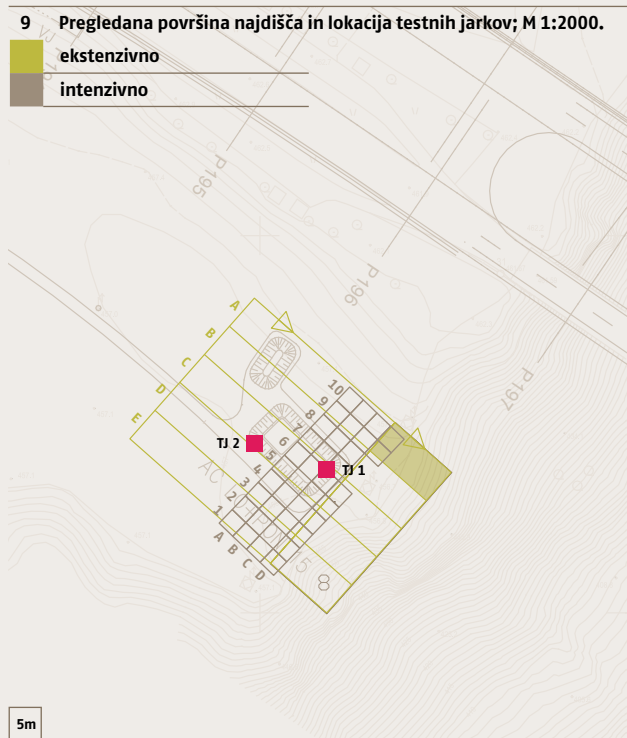 9 Pregledana površina najdišča in lokacija testnih jarkov; M 1:2000.
ekstenzivno
intenzivno
P195
P196
P197
A
B
C
D
E
10
9
8
7
6
5
4
3
2
1
A
B
C
D
TJ 2
TJ 1
8
5m